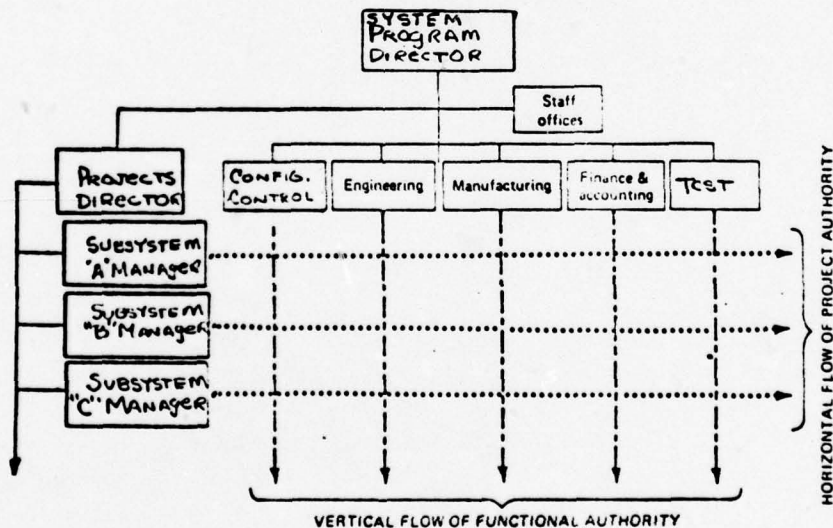 SYSTEM
PROGRAM
DIRECTOR
Staff
offices
PROJECTS
DIRECTOR
CONFIG.
CONTROL
Engineering
Manufacturing
Finance &
accounting
TEST
SUBSYSTEM
"A" MANAGER
SUBSYSTEM
"B" MANAGER
SUBSYSTEM
"C" MANAGER
HORIZONTAL FLOW OF PROJECT AUTHORITY
VERTICAL FLOW OF FUNCTIONAL AUTHORITY